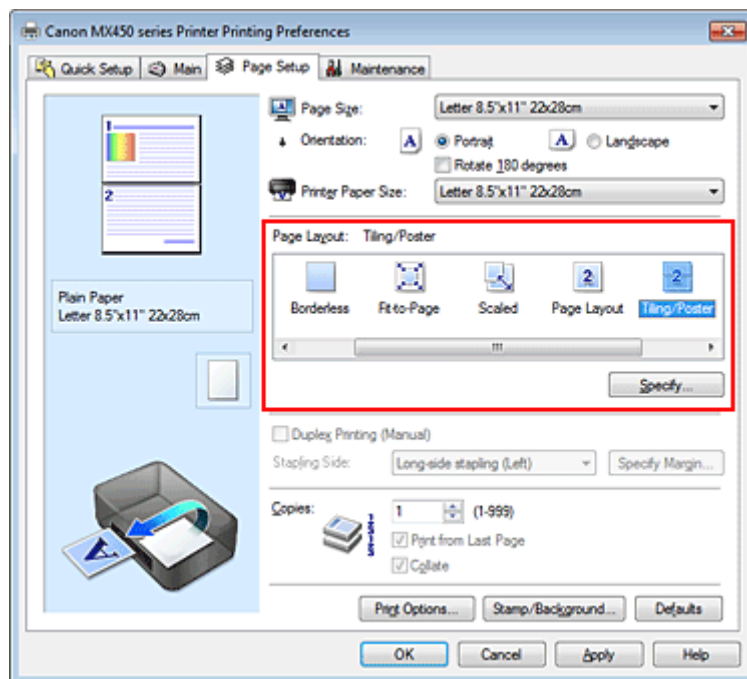 Canon MX450 series Printer Printing Preferences
Quick Setup Main Page Setup Maintenance
1
2
Plain Paper
Letter 8.5"x11" 22x28cm
A
Page Size: Letter 8.5"x11" 22x28cm
Orientation: A Portrait A Landscape
Rotate 180 degrees
Printer Paper Size: Letter 8.5"x11" 22x28cm
Page Layout: Tiling/Poster
2 2
Borderless Fit-to-Page Scaled Page Layout Tiling/Poster
Specify...
Duplex Printing (Manual)
Stapling Side: Long-side stapling (Left) Specify Margin...
Copies: 1 (1-999)
Print from Last Page
Collate
Print Options... Stamp/Background... Defaults
OK Cancel Apply Help